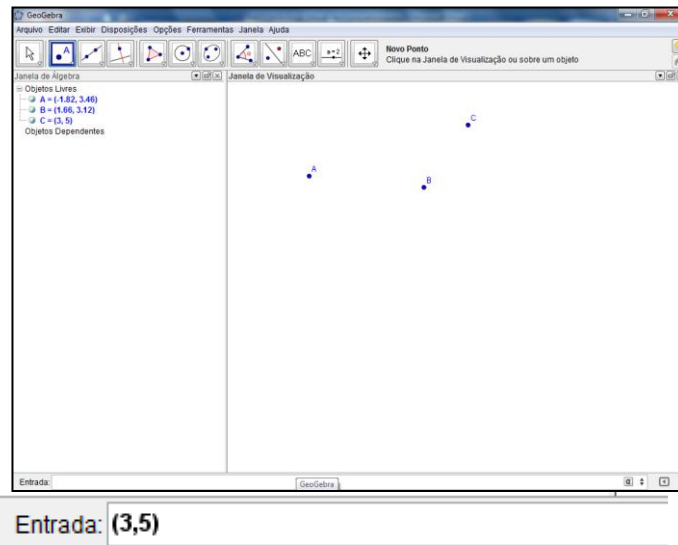 GeoGebra
Arquivo Editar Exibir Disposições Opções Ferramentas Janela Ajuda
A
ABC
a=2
Novo Ponto
Clique na Janela de Visualização ou sobre um objeto
Janela de Álgebra
Janela de Visualização
Objetos Livres
A = (-1.82, 3.46)
B = (1.66, 3.12)
C = (3, 5)
Objetos Dependentes
C
A
B
Entrada:
GeoGebra
α
Entrada: (3,5)